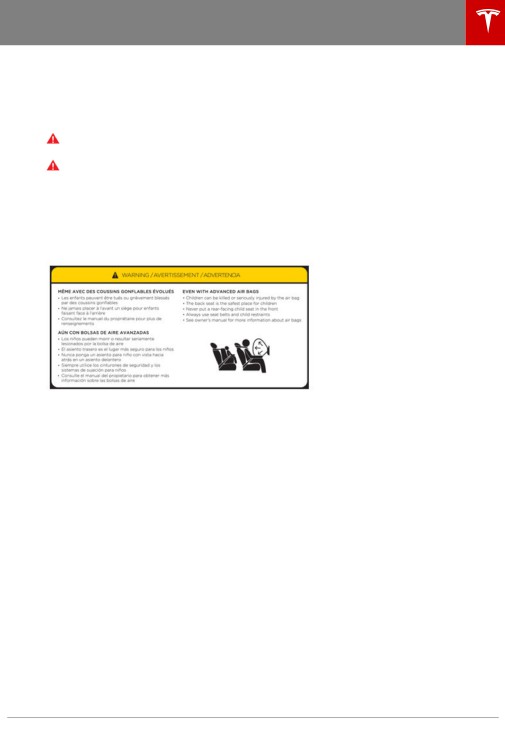 WARNING / AVERTISSEMENT / ADVERTENCIA
MÊME AVEC DES COUSSINS GONFLABLES ÉVOLUÉS
• Les enfants peuvent être tués ou grièvement blessés
par des coussins gonflables
• Ne jamais placer à l'avant un siège pour enfants
faisant face à l'arrière
• Consultez le manuel du propriétaire pour plus de
renseignements
AÚN CON BOLSAS DE AIRE AVANZADAS
• Los niños pueden morir o resultar seriamente
lesionados por la bolsa de aire
• El asiento trasero es el lugar más seguro para los niños
• Nunca ponga un asiento para niño con vista hacia
atrás en un asiento delantero
• Siempre utilice los cinturones de seguridad y los
sistemas de sujeción para niños
• Consulte el manual del propietario para obtener más
información sobre las bolsas de aire
EVEN WITH ADVANCED AIR BAGS
• Children can be killed or seriously injured by the air bag
• The back seat is the safest place for children
• Never put a rear-facing child seat in the front
• Always use seat belts and child restraints
• See owner's manual for more information about air bags